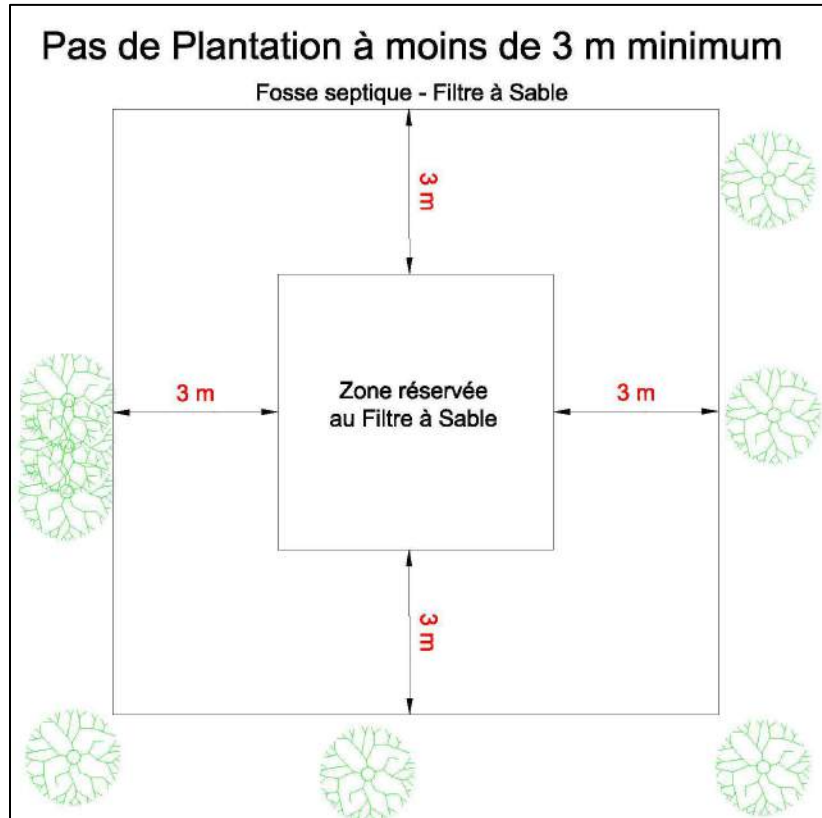 Pas de Plantation à moins de 3 m minimum
Fosse septique - Filtre à Sable
3 m
3 m
Zone réservée
au Filtre à Sable
3 m
3 m